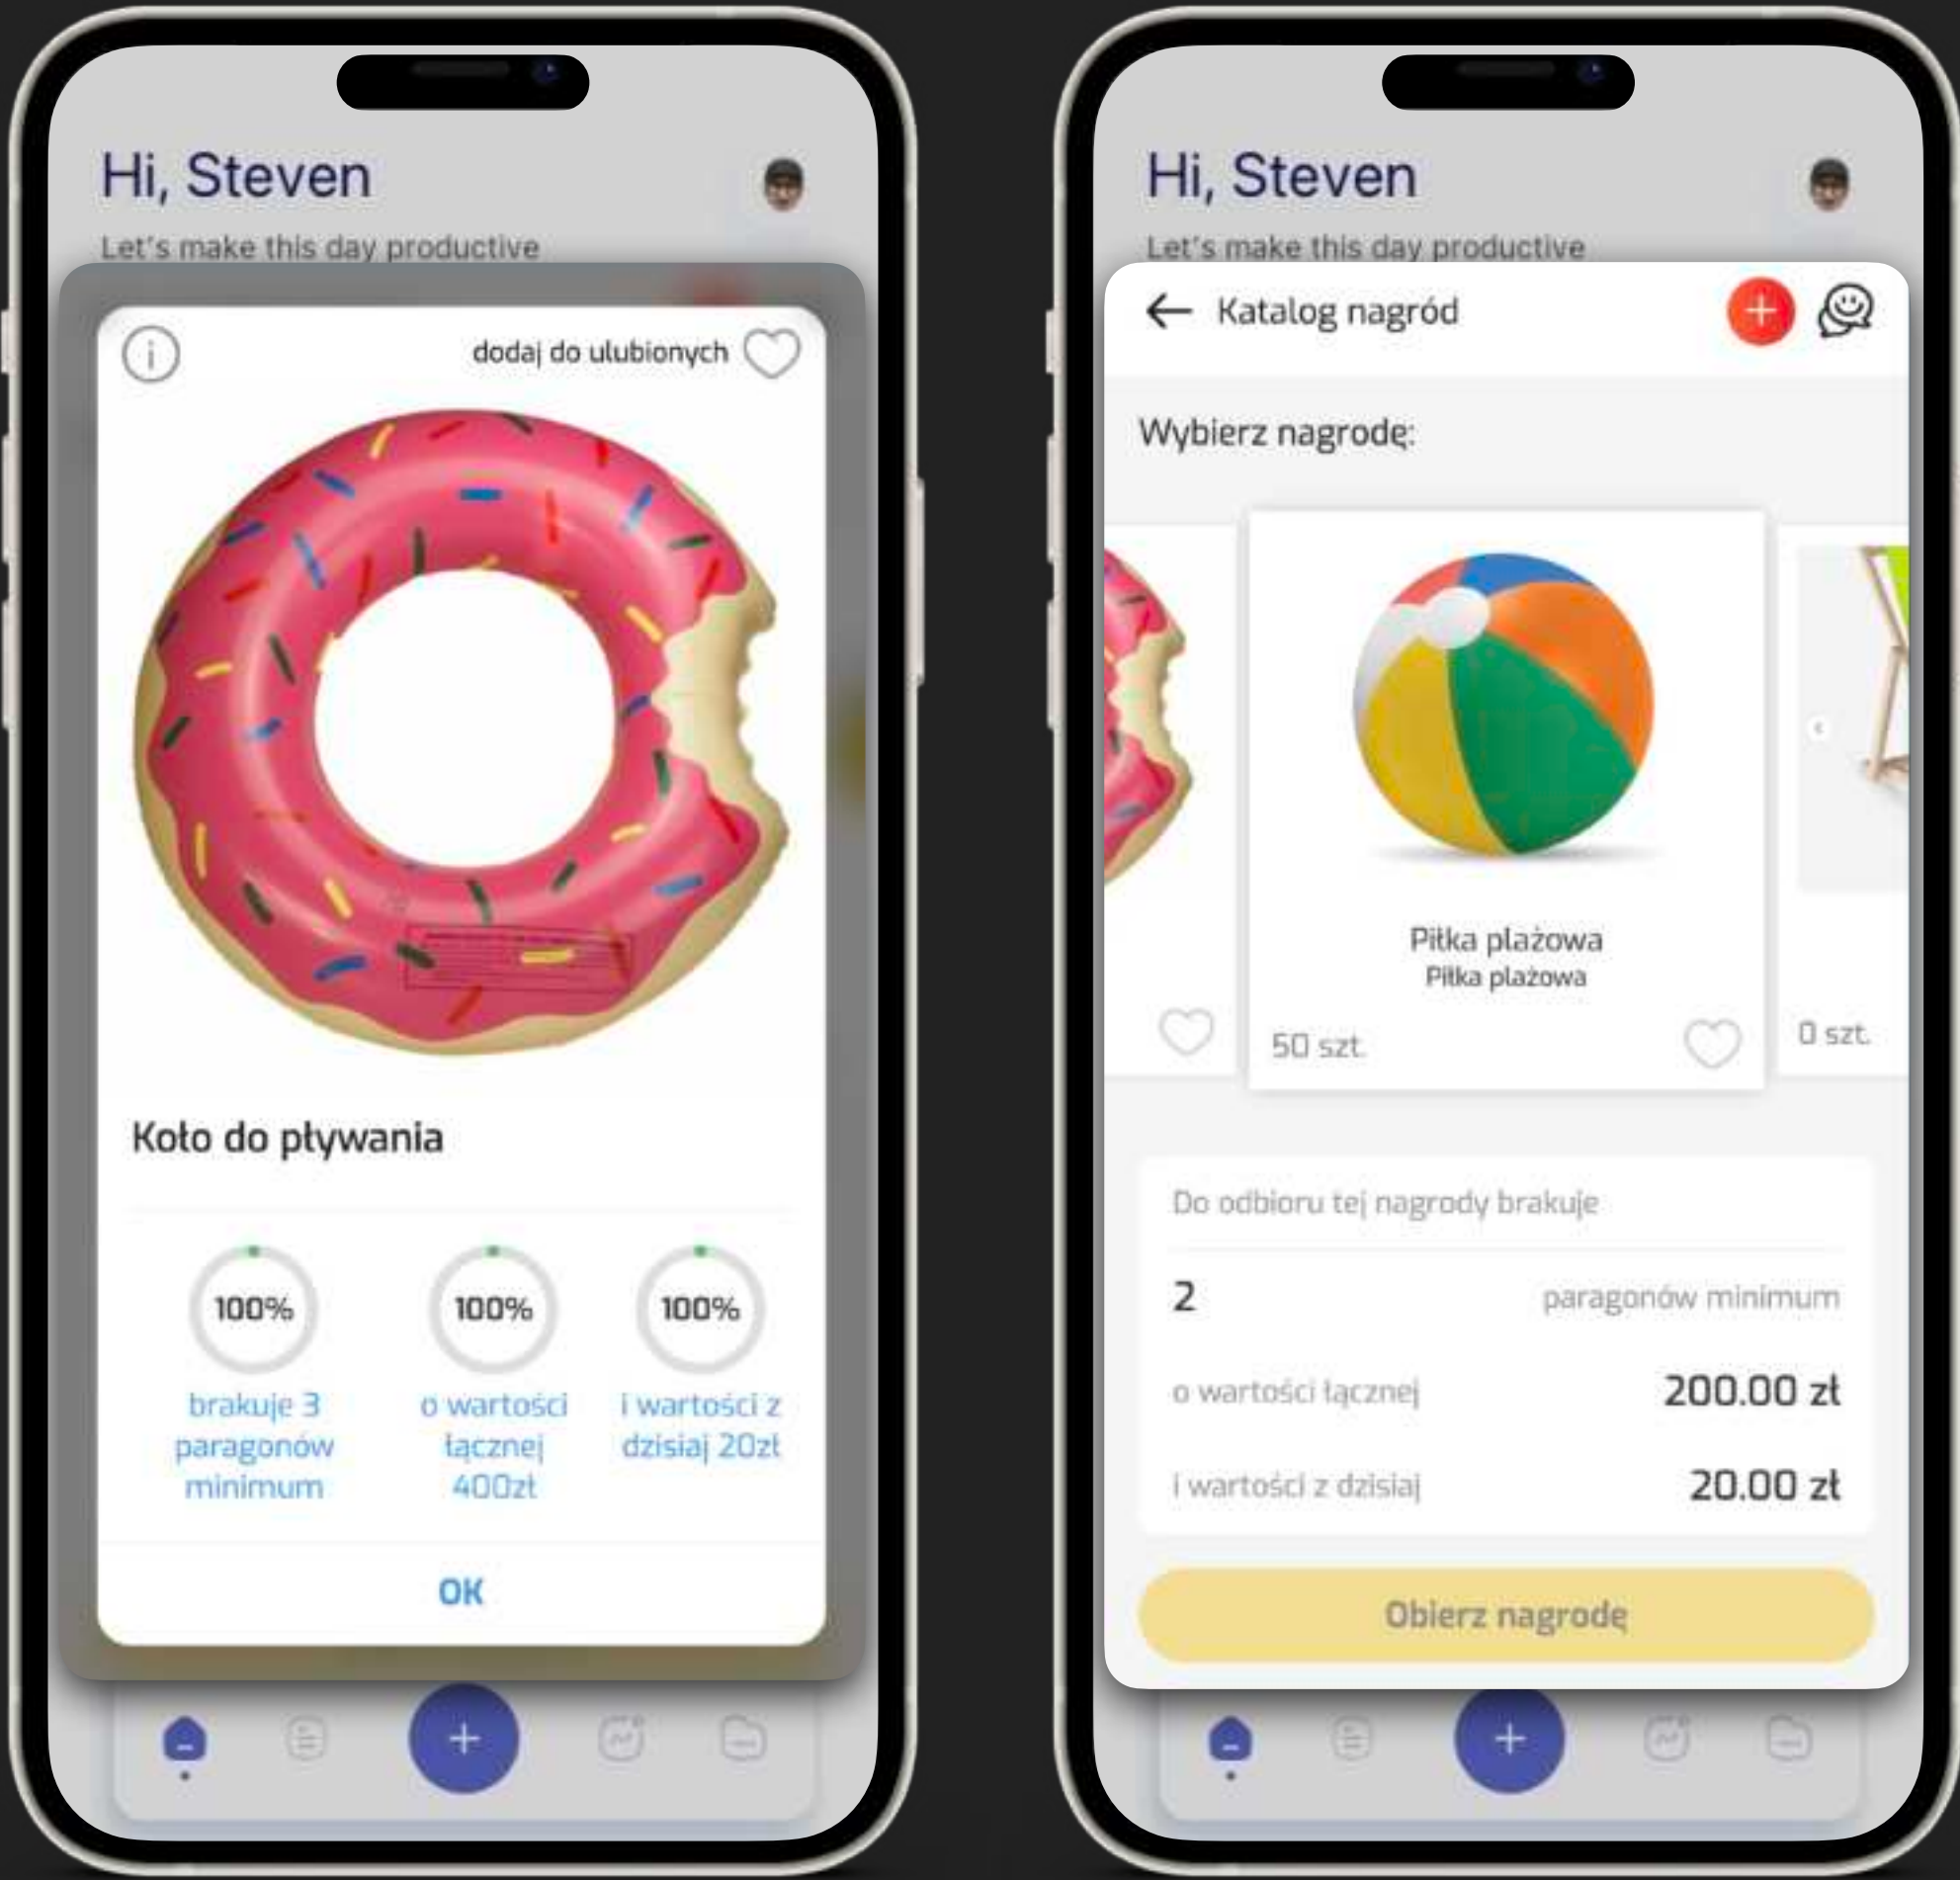 Hi, Steven
Let's make this day productive
dodaj do ulubionych
Koło do pływania
100%
100%
100%
brakuje 3
paragonów
minimum
o wartości
łącznej
400zł
i wartości z
dzisiaj 20zł
OK
Hi, Steven
Let's make this day productive
Katalog nagród
Wybierz nagrodę:
Piłka plażowa
Piłka plażowa
50 szt.
0 szt.
Do odbioru tej nagrody brakuje
2 paragonów minimum
o wartości łącznej 200.00 zł
i wartości z dzisiaj 20.00 zł
Obierz nagrodę